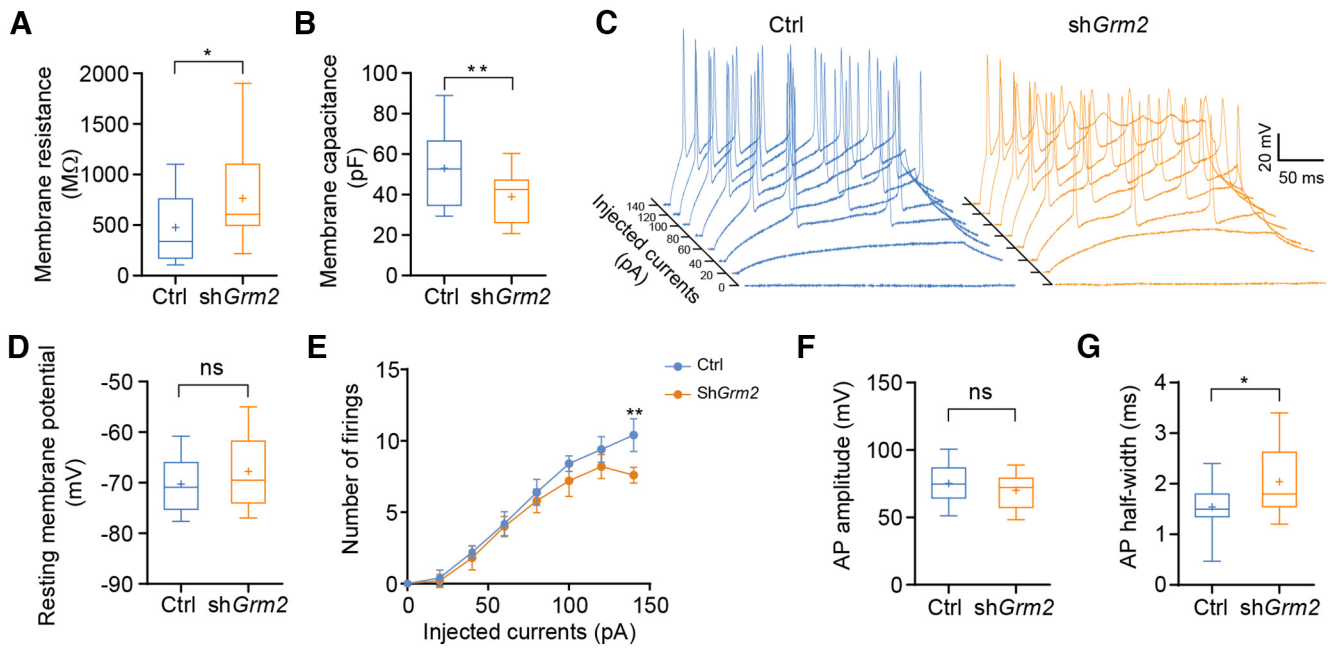 A
Membrane resistance
(MΩ)
2000
1500
1000
500
0
*
Ctrl shGrm2
B
Membrane capacitance
(pF)
100
80
60
40
20
0
**
Ctrl shGrm2
C
Ctrl
shGrm2
140
120
100
80
60
40
20
0
Injected currents
(pA)
20 mV
50 ms
D
Resting membrane potential
(mV)
-50
-60
-70
-80
-90
ns
Ctrl shGrm2
E
Number of firings
15
10
5
0
**
0 50 100 150
Injected currents (pA)
Ctrl
ShGrm2
F
AP amplitude (mV)
150
100
50
0
ns
Ctrl shGrm2
G
AP half-width (ms)
4
3
2
1
0
*
Ctrl shGrm2